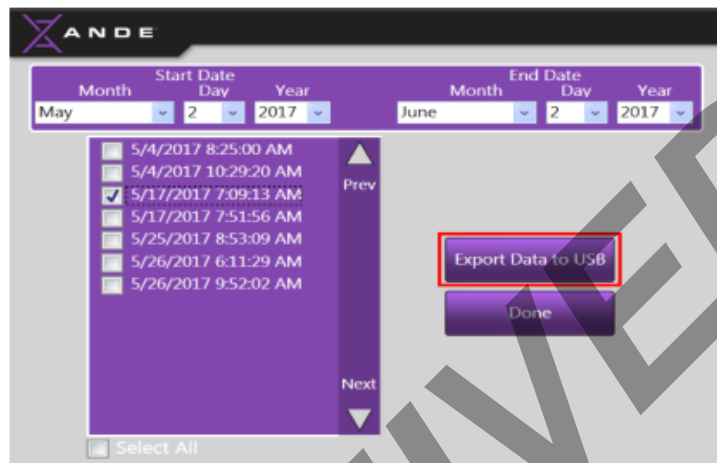 ANDE
Start Date
End Date
Month Day Year
Month Day Year
May 2 2017
June 2 2017
5/4/2017 8:25:00 AM
5/4/2017 10:29:20 AM
5/17/2017 7:09:13 AM
5/17/2017 7:51:56 AM
5/25/2017 8:53:09 AM
5/26/2017 6:11:29 AM
5/26/2017 9:52:02 AM
Prev
Export Data to USB
Done
Next
Select All